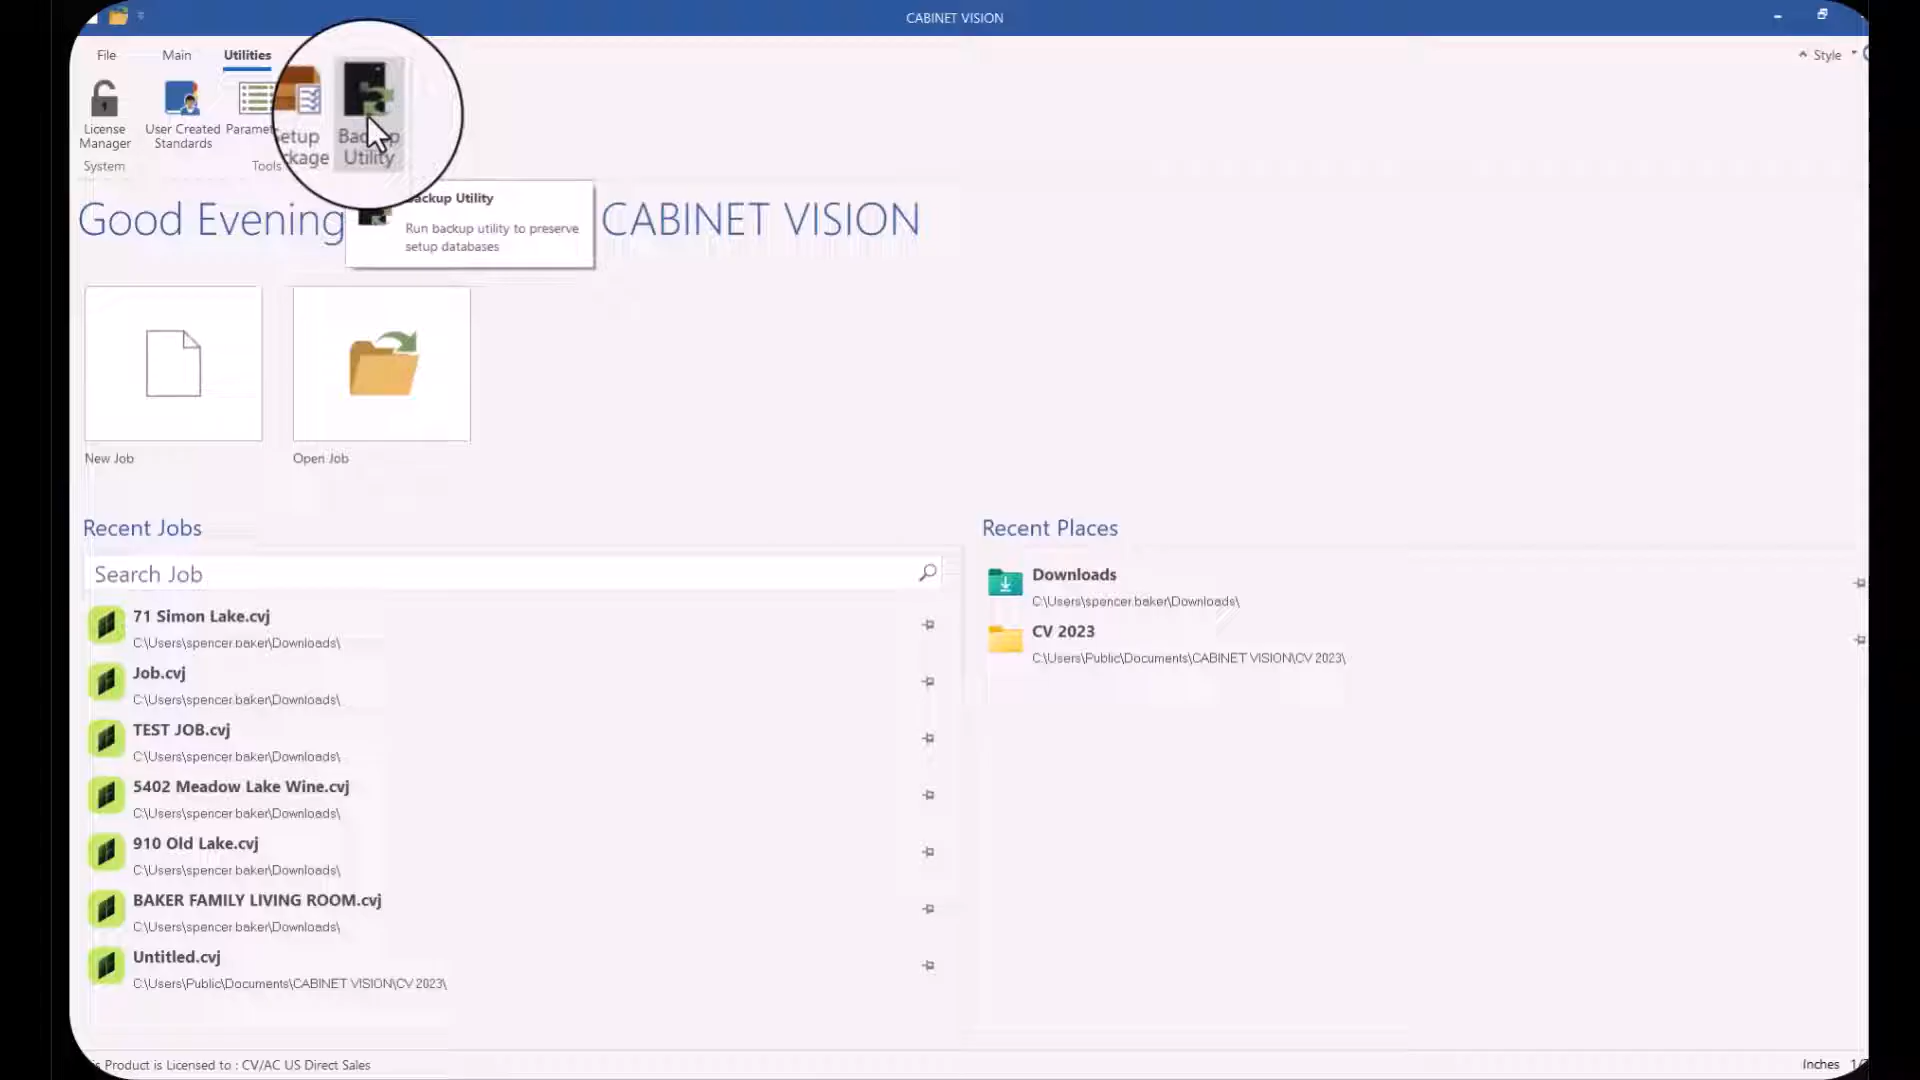 CABINET VISION
File Main Utilities
Style
License
Manager
User Created
Standards
Backup
Utility
System
Tools
Backup Utility
Run backup utility to preserve
setup databases
Good Evening CABINET VISION
New Job
Open Job
Recent Jobs
Search Job
71 Simon Lake.cvj
C:\Users\spencer.baker\Downloads\
Job.cvj
C:\Users\spencer.baker\Downloads\
TEST JOB.cvj
C:\Users\spencer.baker\Downloads\
5402 Meadow Lake Wine.cvj
C:\Users\spencer.baker\Downloads\
910 Old Lake.cvj
C:\Users\spencer.baker\Downloads\
BAKER FAMILY LIVING ROOM.cvj
C:\Users\spencer.baker\Downloads\
Untitled.cvj
C:\Users\Public\Documents\CABINET VISION\CV 2023\
Recent Places
Downloads
C:\Users\spencer.baker\Downloads\
CV 2023
C:\Users\Public\Documents\CABINET VISION\CV 2023\
Product is Licensed to : CV/AC US Direct Sales
Inches